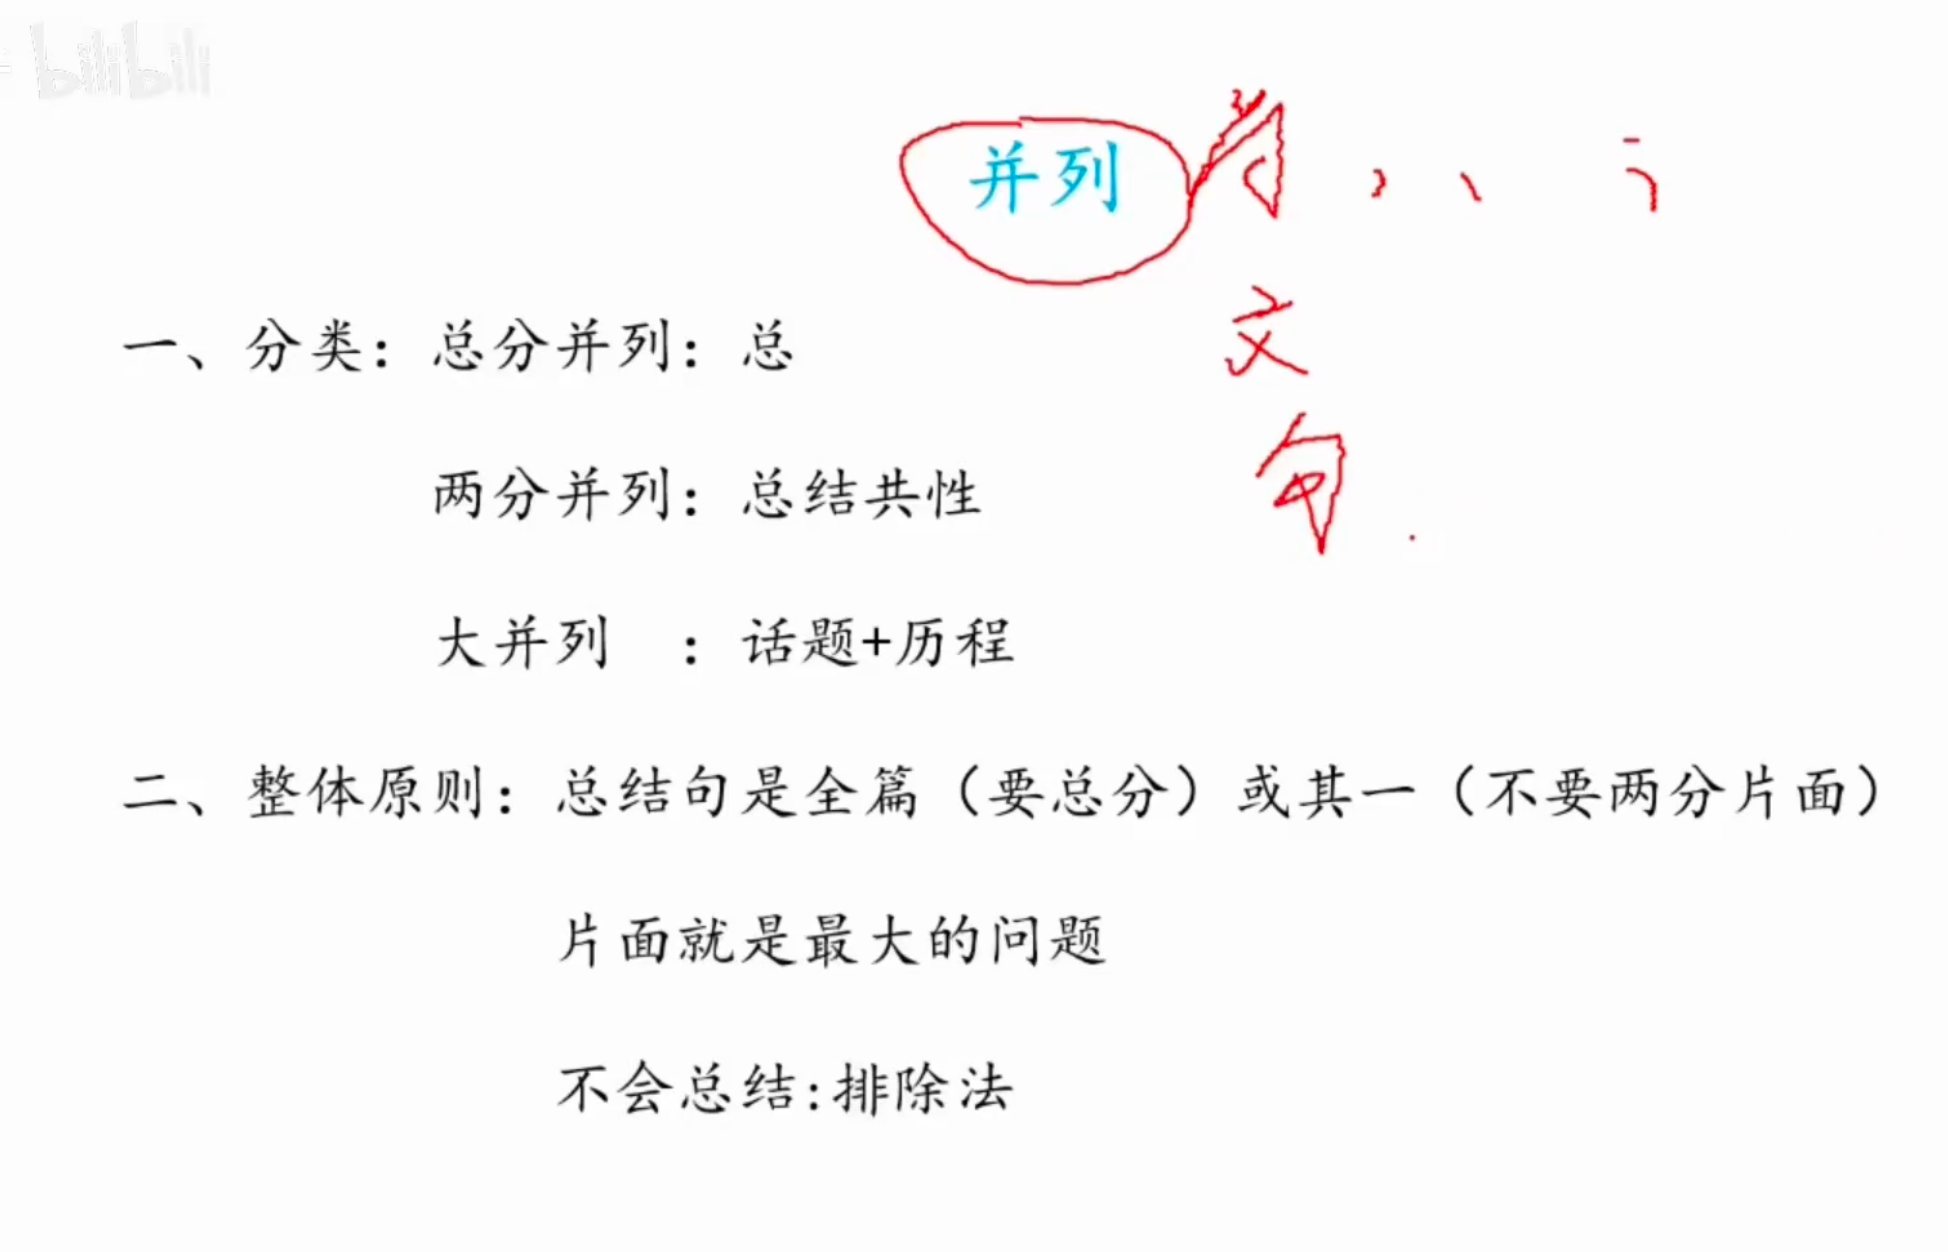 bilibili
并列 ， 、 ；
文
一、分类：总分并列：总
句
两分并列：总结共性
大并列 ：话题+历程
二、整体原则：总结句是全篇（要总分）或其一（不要两分片面）
片面就是最大的问题
不会总结:排除法